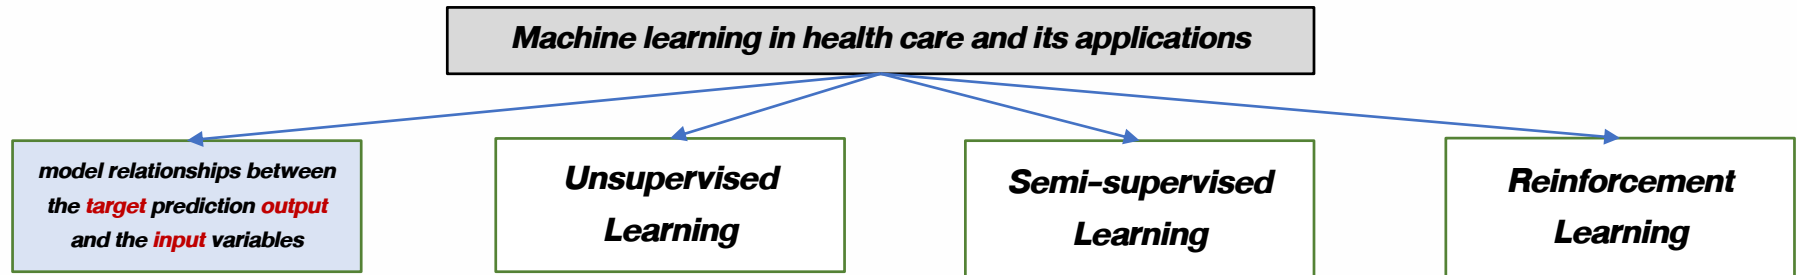 Machine learning in health care and its applications
model relationships between
the target prediction output
and the input variables
Unsupervised
Learning
Semi-supervised
Learning
Reinforcement
Learning